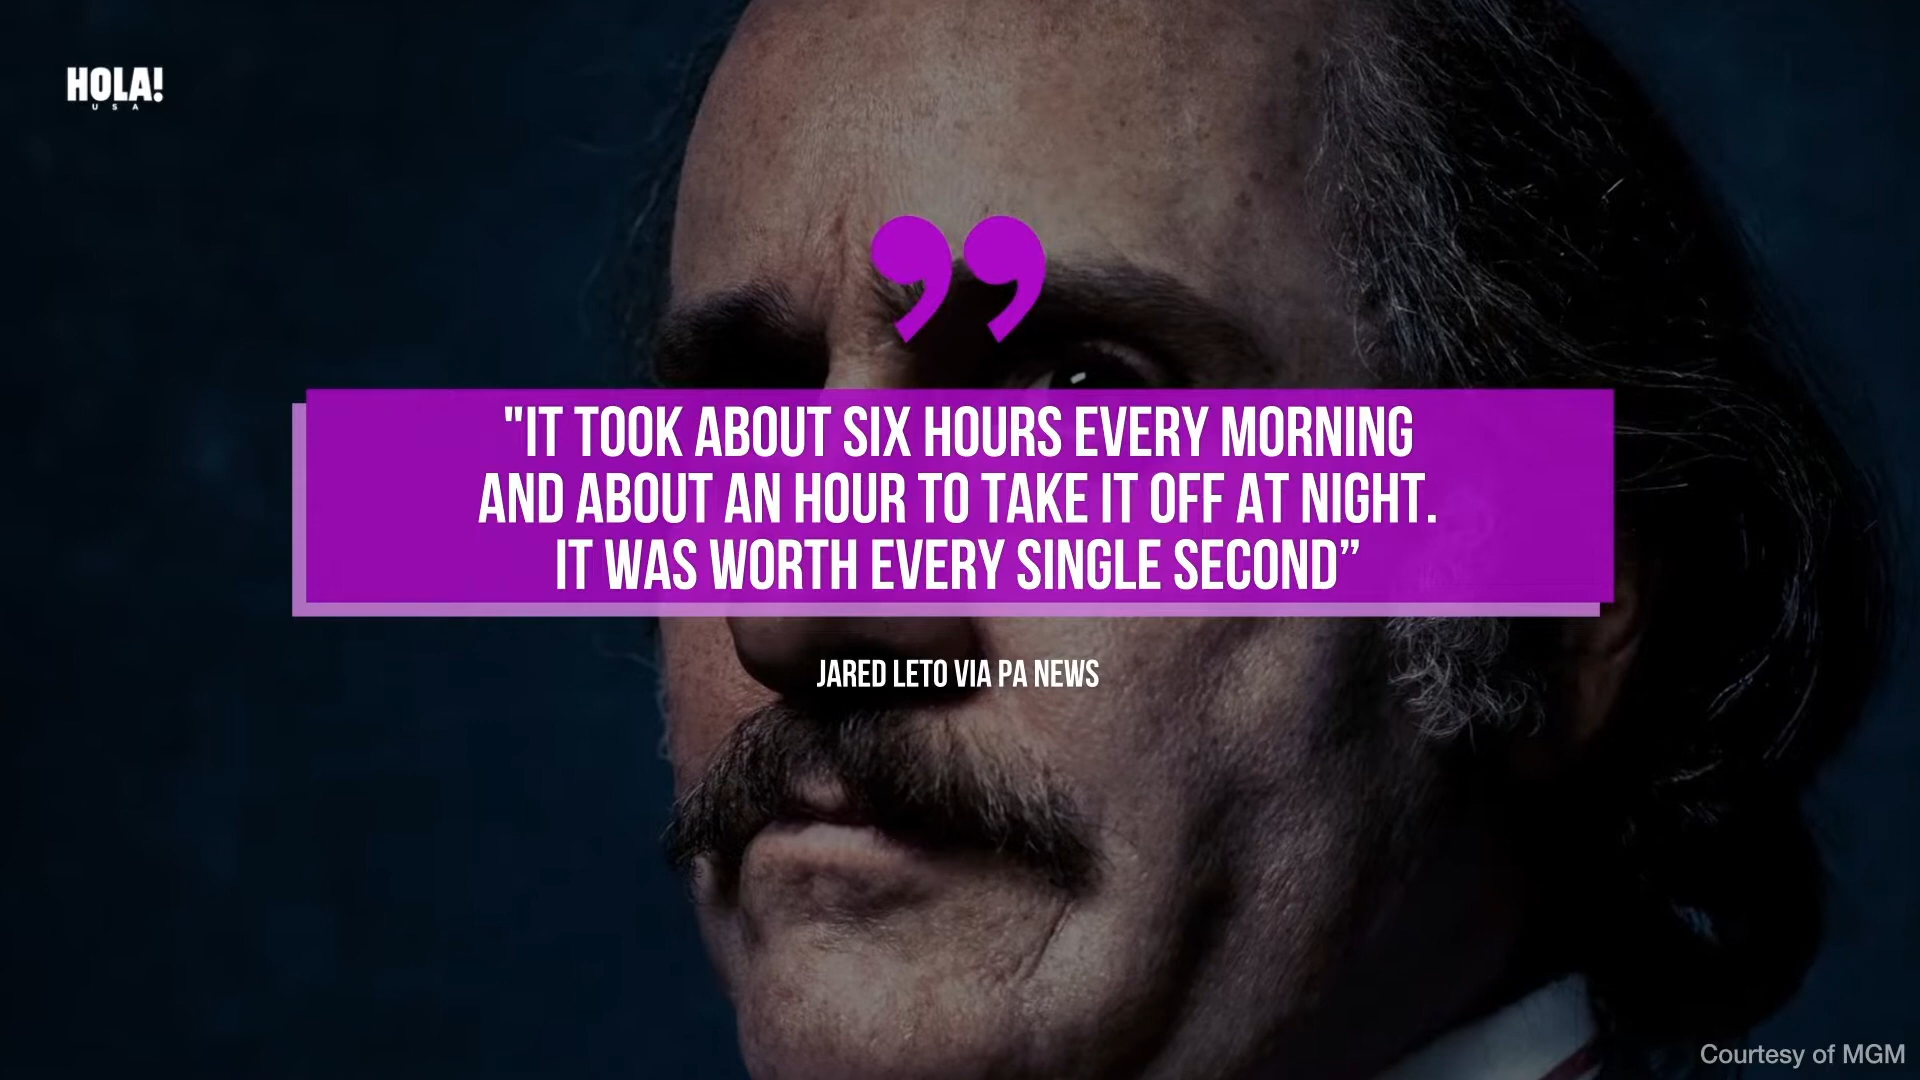 HOLA!
USA
"IT TOOK ABOUT SIX HOURS EVERY MORNING
AND ABOUT AN HOUR TO TAKE IT OFF AT NIGHT.
IT WAS WORTH EVERY SINGLE SECOND”
JARED LETO VIA PA NEWS
Courtesy of MGM